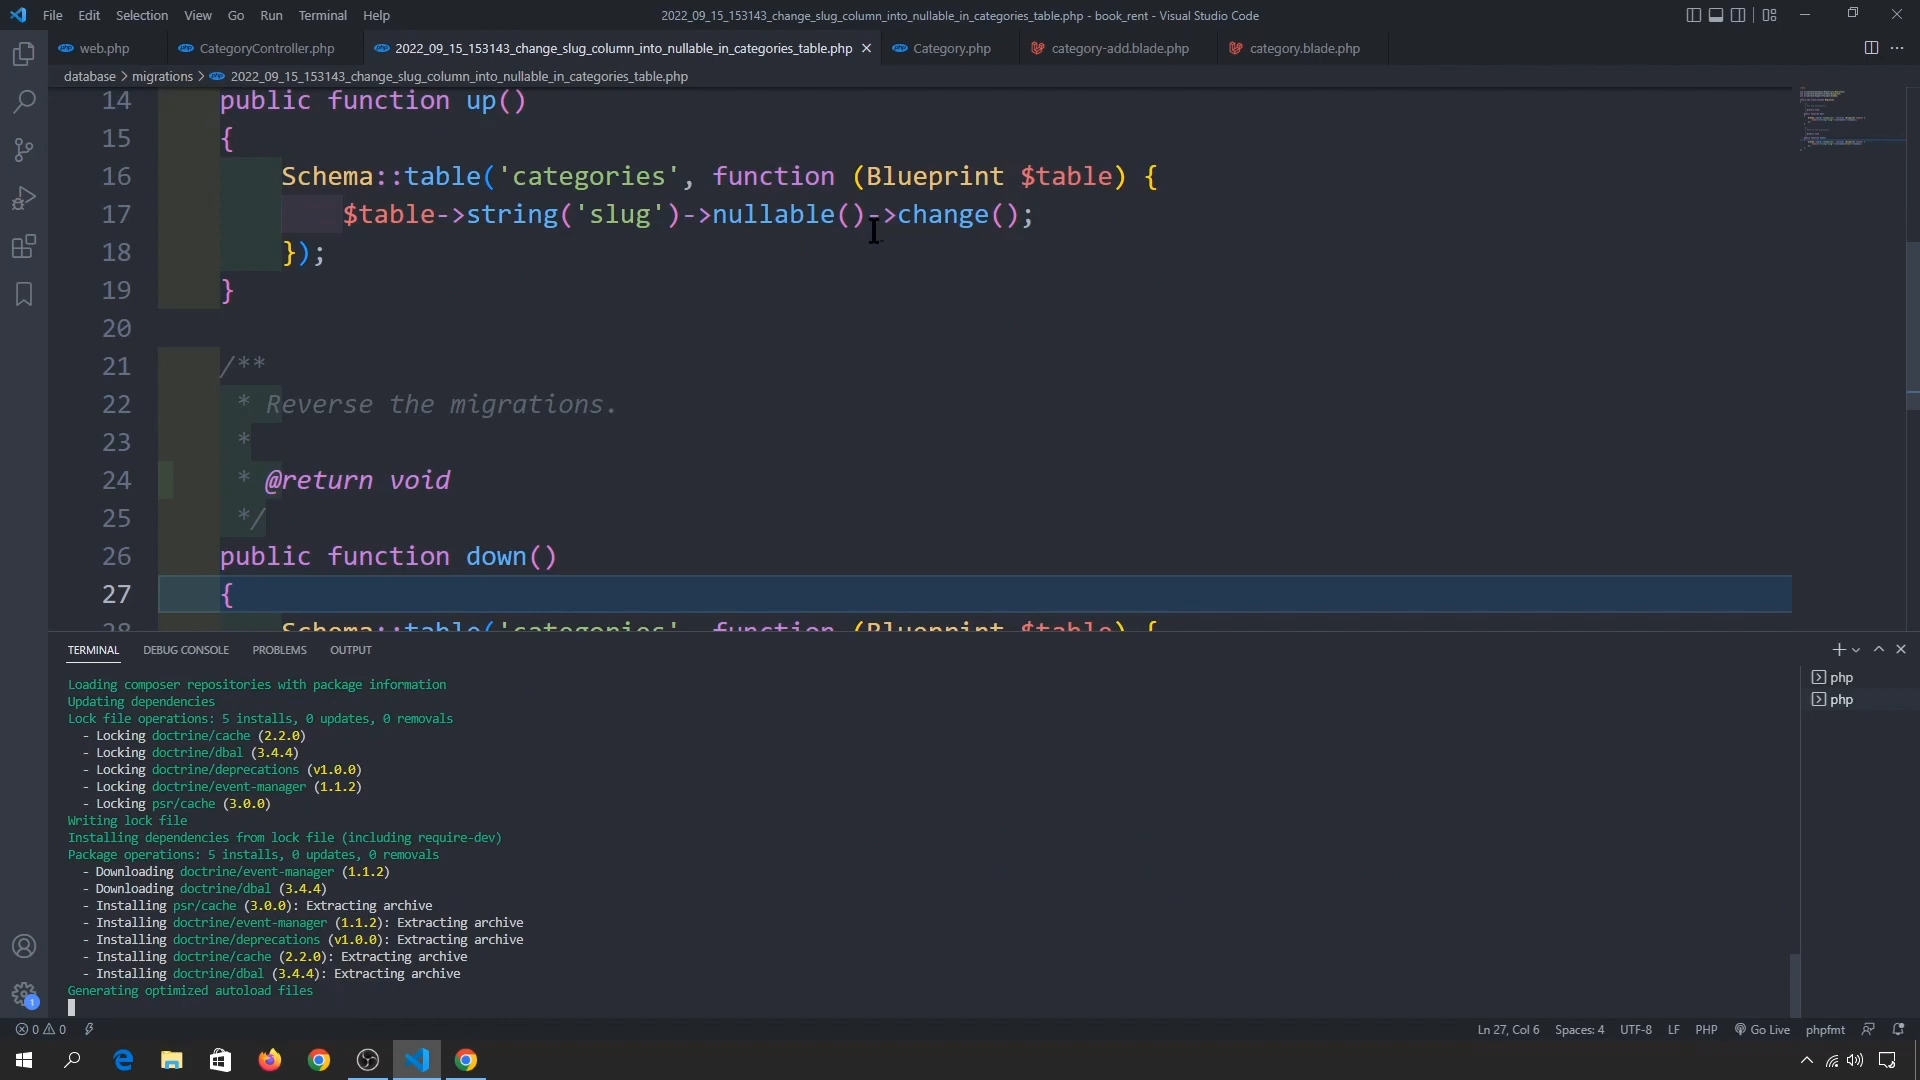 File Edit Selection View Go Run Terminal Help
2022_09_15_153143_change_slug_column_into_nullable_in_categories_table.php - book_rent - Visual Studio Code
web.php
CategoryController.php
2022_09_15_153143_change_slug_column_into_nullable_in_categories_table.php
Category.php
category-add.blade.php
category.blade.php
database > migrations > 2022_09_15_153143_change_slug_column_into_nullable_in_categories_table.php
14 public function up()
15 {
16 Schema::table('categories', function (Blueprint $table) {
17 $table->string('slug')->nullable()->change();
18 });
19 }
20
21 /**
22 * Reverse the migrations.
23 *
24 * @return void
25 */
26 public function down()
27 {
28 Schema::table('categories', function (Blueprint $table) {
TERMINAL DEBUG CONSOLE PROBLEMS OUTPUT
php
php
Loading composer repositories with package information
Updating dependencies
Lock file operations: 5 installs, 0 updates, 0 removals
- Locking doctrine/cache (2.2.0)
- Locking doctrine/dbal (3.4.4)
- Locking doctrine/deprecations (v1.0.0)
- Locking doctrine/event-manager (1.1.2)
- Locking psr/cache (3.0.0)
Writing lock file
Installing dependencies from lock file (including require-dev)
Package operations: 5 installs, 0 updates, 0 removals
- Downloading doctrine/event-manager (1.1.2)
- Downloading doctrine/dbal (3.4.4)
- Installing psr/cache (3.0.0): Extracting archive
- Installing doctrine/event-manager (1.1.2): Extracting archive
- Installing doctrine/deprecations (v1.0.0): Extracting archive
- Installing doctrine/cache (2.2.0): Extracting archive
- Installing doctrine/dbal (3.4.4): Extracting archive
Generating optimized autoload files
1
0 0
Ln 27, Col 6 Spaces: 4 UTF-8 LF PHP Go Live phpfmt